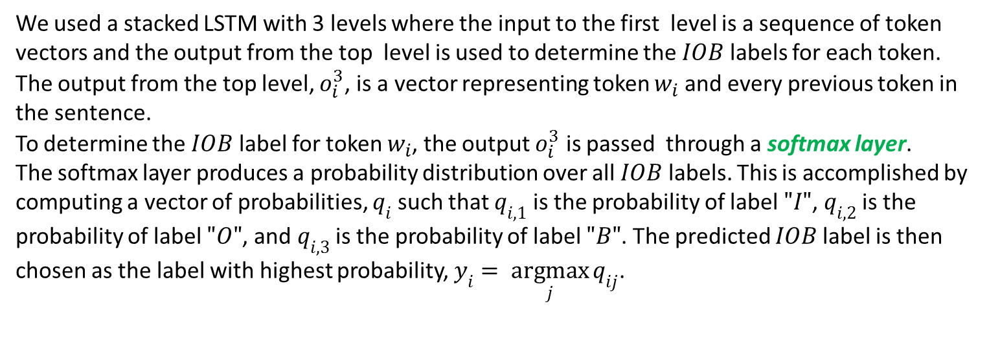 We used a stacked LSTM with 3 levels where the input to the first level is a sequence of token
vectors and the output from the top level is used to determine the IOB labels for each token.
The output from the top level, $o_i^3$, is a vector representing token $w_i$ and every previous token in
the sentence.
To determine the IOB label for token $w_i$, the output $o_i^3$ is passed through a softmax layer.
The softmax layer produces a probability distribution over all IOB labels. This is accomplished by
computing a vector of probabilities, $q_i$ such that $q_{i,1}$ is the probability of label "I", $q_{i,2}$ is the
probability of label "O", and $q_{i,3}$ is the probability of label "B". The predicted IOB label is then
chosen as the label with highest probability, $y_i = \underset{j}{\operatorname{argmax}} q_{ij}$.